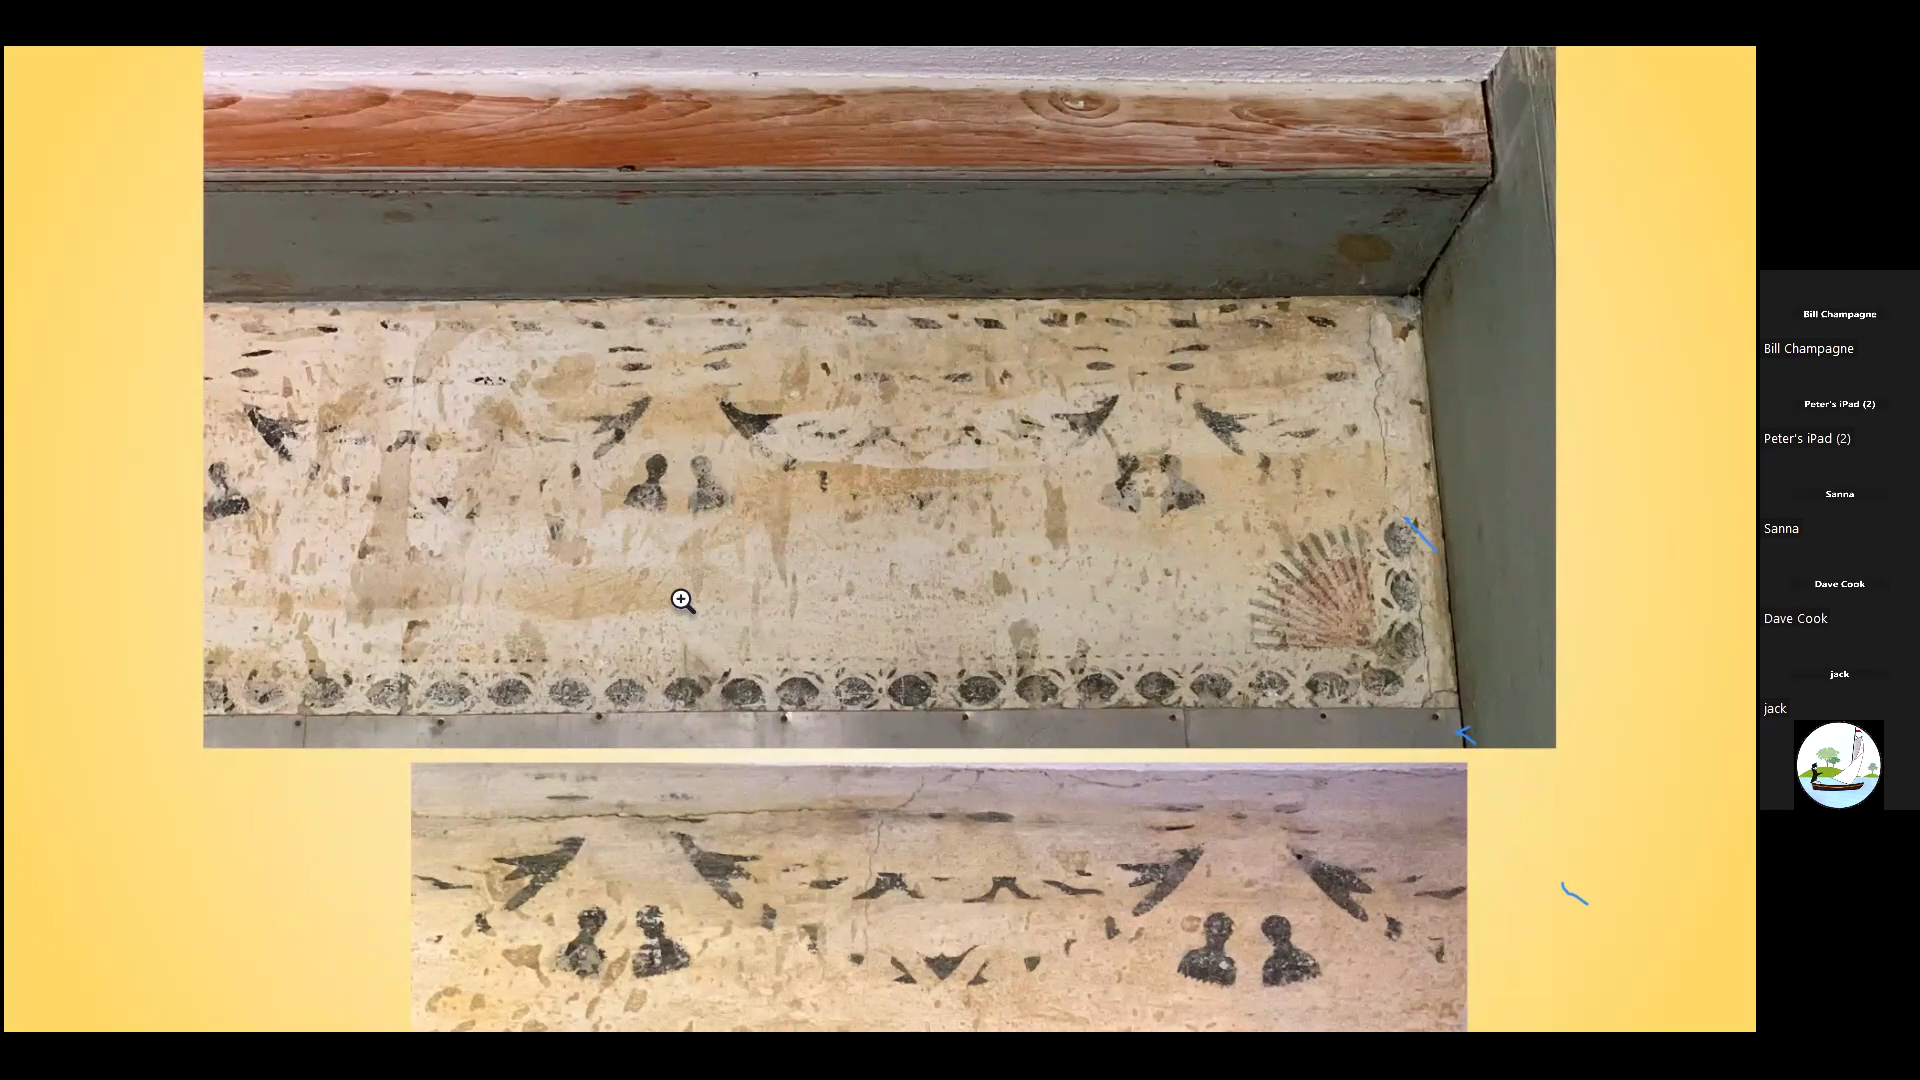 Bill Champagne
Bill Champagne
Peter's iPad (2)
Peter's iPad (2)
Sanna
Sanna
Dave Cook
Dave Cook
jack
jack